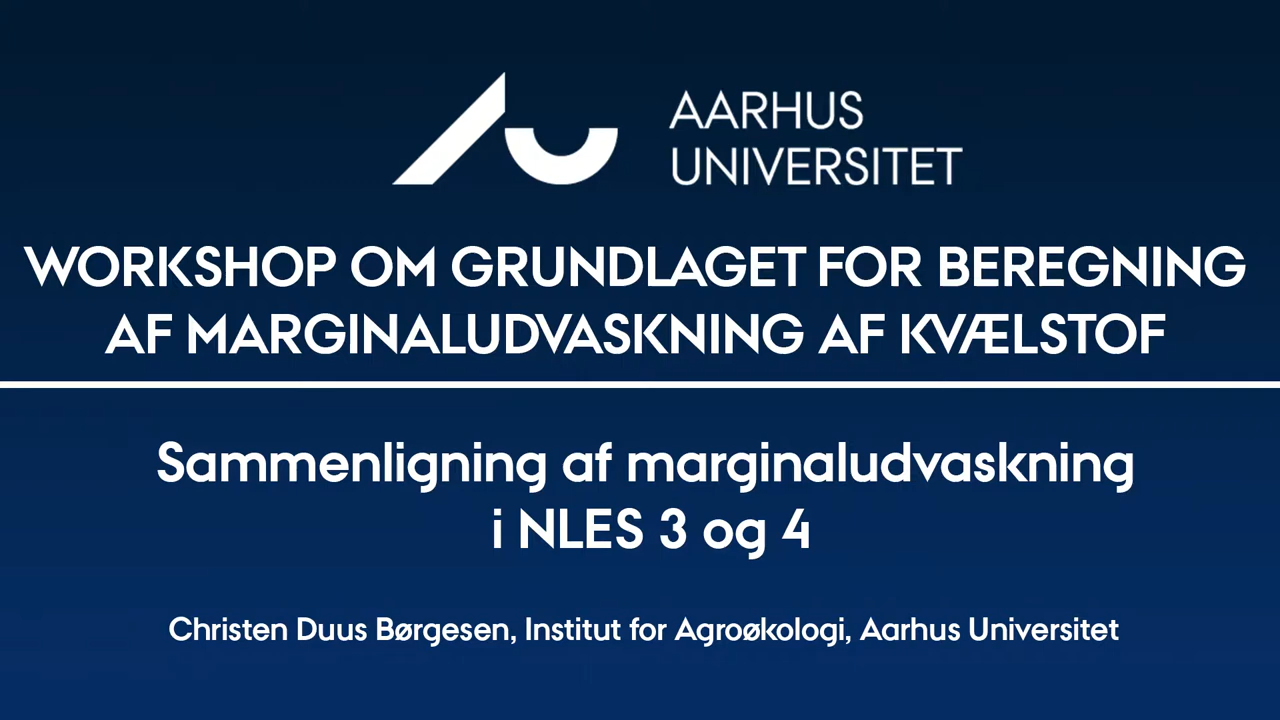 AARHUS
UNIVERSITET
WORKSHOP OM GRUNDLAGET FOR BEREGNING
AF MARGINALUDVASKNING AF KVÆLSTOF
Sammenligning af marginaludvaskning
i NLES 3 og 4
Christen Duus Børgesen, Institut for Agroøkologi, Aarhus Universitet